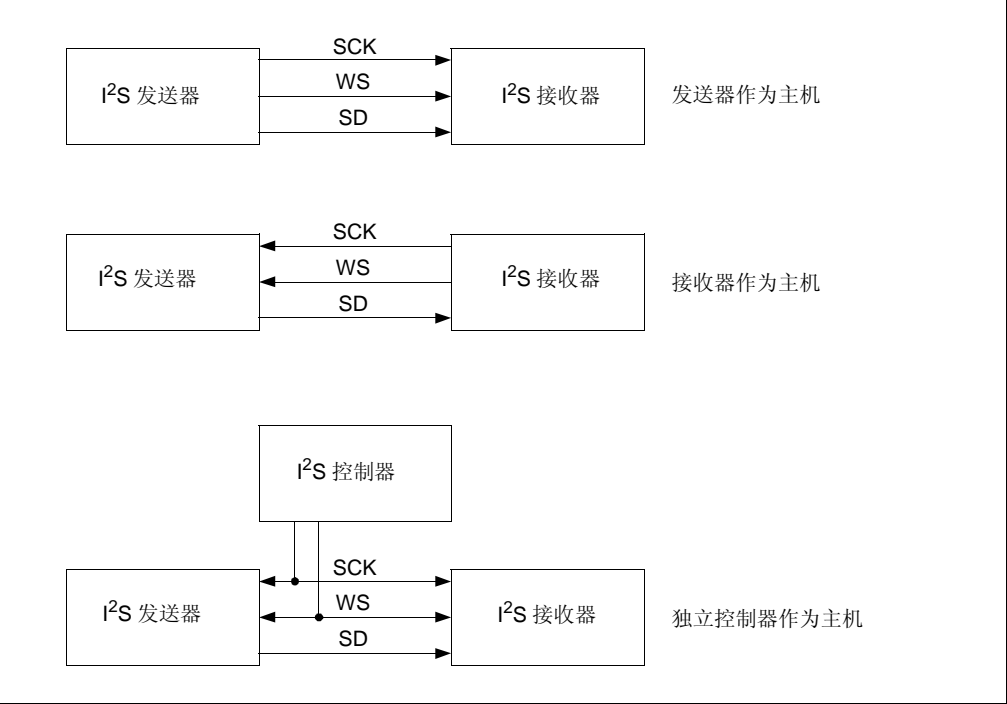 SCK
I²S 发送器
WS
I²S 接收器
发送器作为主机
SD
SCK
I²S 发送器
WS
I²S 接收器
接收器作为主机
SD
I²S 控制器
SCK
I²S 发送器
WS
I²S 接收器
独立控制器作为主机
SD